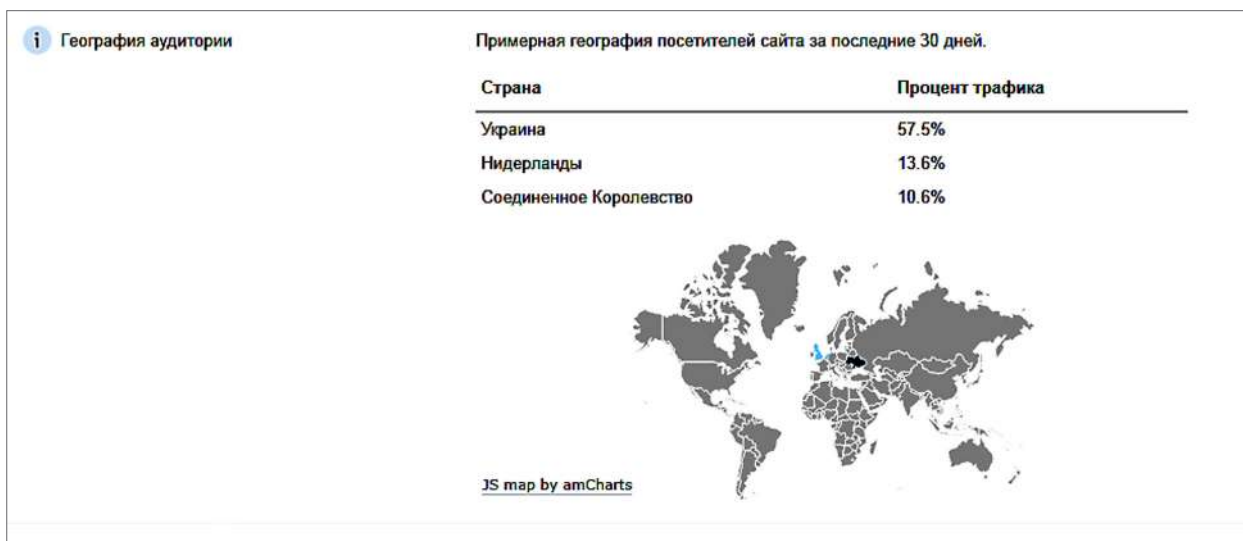 География аудитории
Примерная география посетителей сайта за последние 30 дней.
Страна Процент трафика
Украина 57.5%
Нидерланды 13.6%
Соединенное Королевство 10.6%
JS map by amCharts